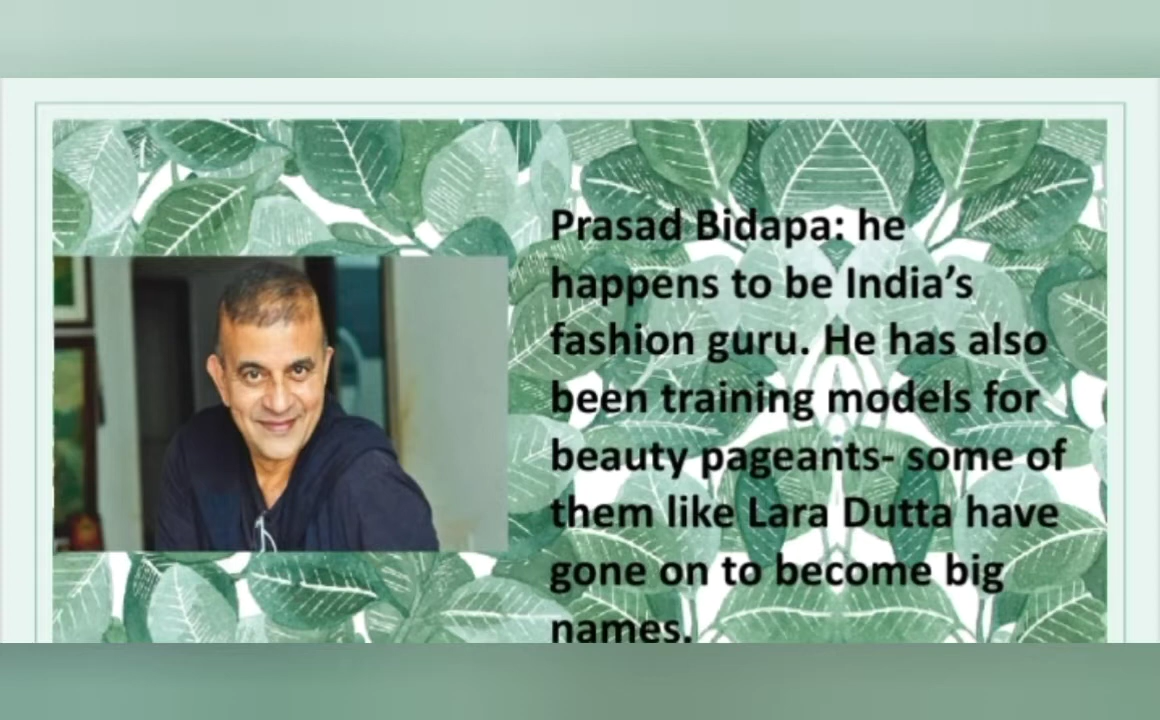 Prasad Bidapa: he
happens to be India’s
fashion guru. He has also
been training models for
beauty pageants- some of
them like Lara Dutta have
gone on to become big
names.